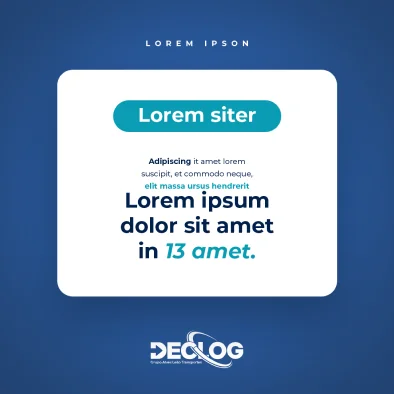 LOREM IPSON
Lorem siter
Adipiscing it amet lorem
suscipit, et commodo neque,
elit massa ursus hendrerit
Lorem ipsum
dolor sit amet
in 13 amet.
DECLOG